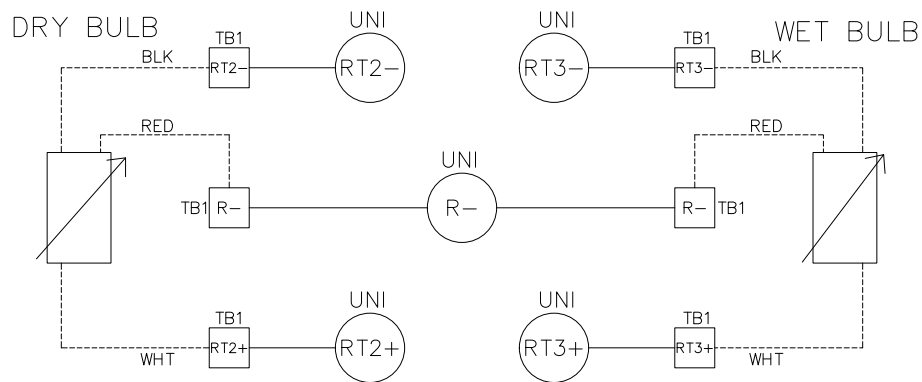 DRY BULB
UNI
UNI
WET BULB
TB1
TB1
BLK
RT2-
RT2-
RT3-
RT3-
BLK
RED
UNI
RED
TB1
R-
R-
R-
TB1
UNI
UNI
TB1
TB1
WHT
RT2+
RT2+
RT3+
RT3+
WHT